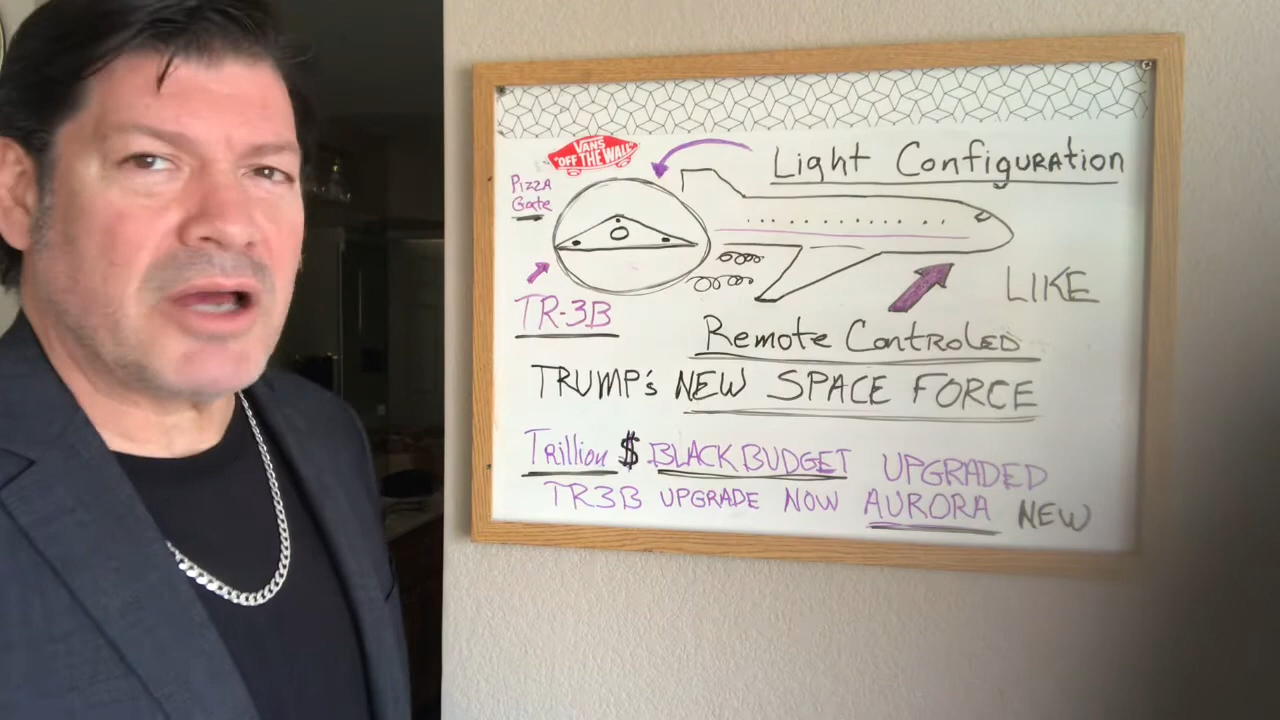 VANS
"OFF THE WALL"
Light Configuration
Pizza
Gate
TR-3B
LIKE
Remote Controled
TRUMP's NEW SPACE FORCE
Trillion $ BLACK BUDGET UPGRADED
TR3B UPGRADE NOW AURORA NEW